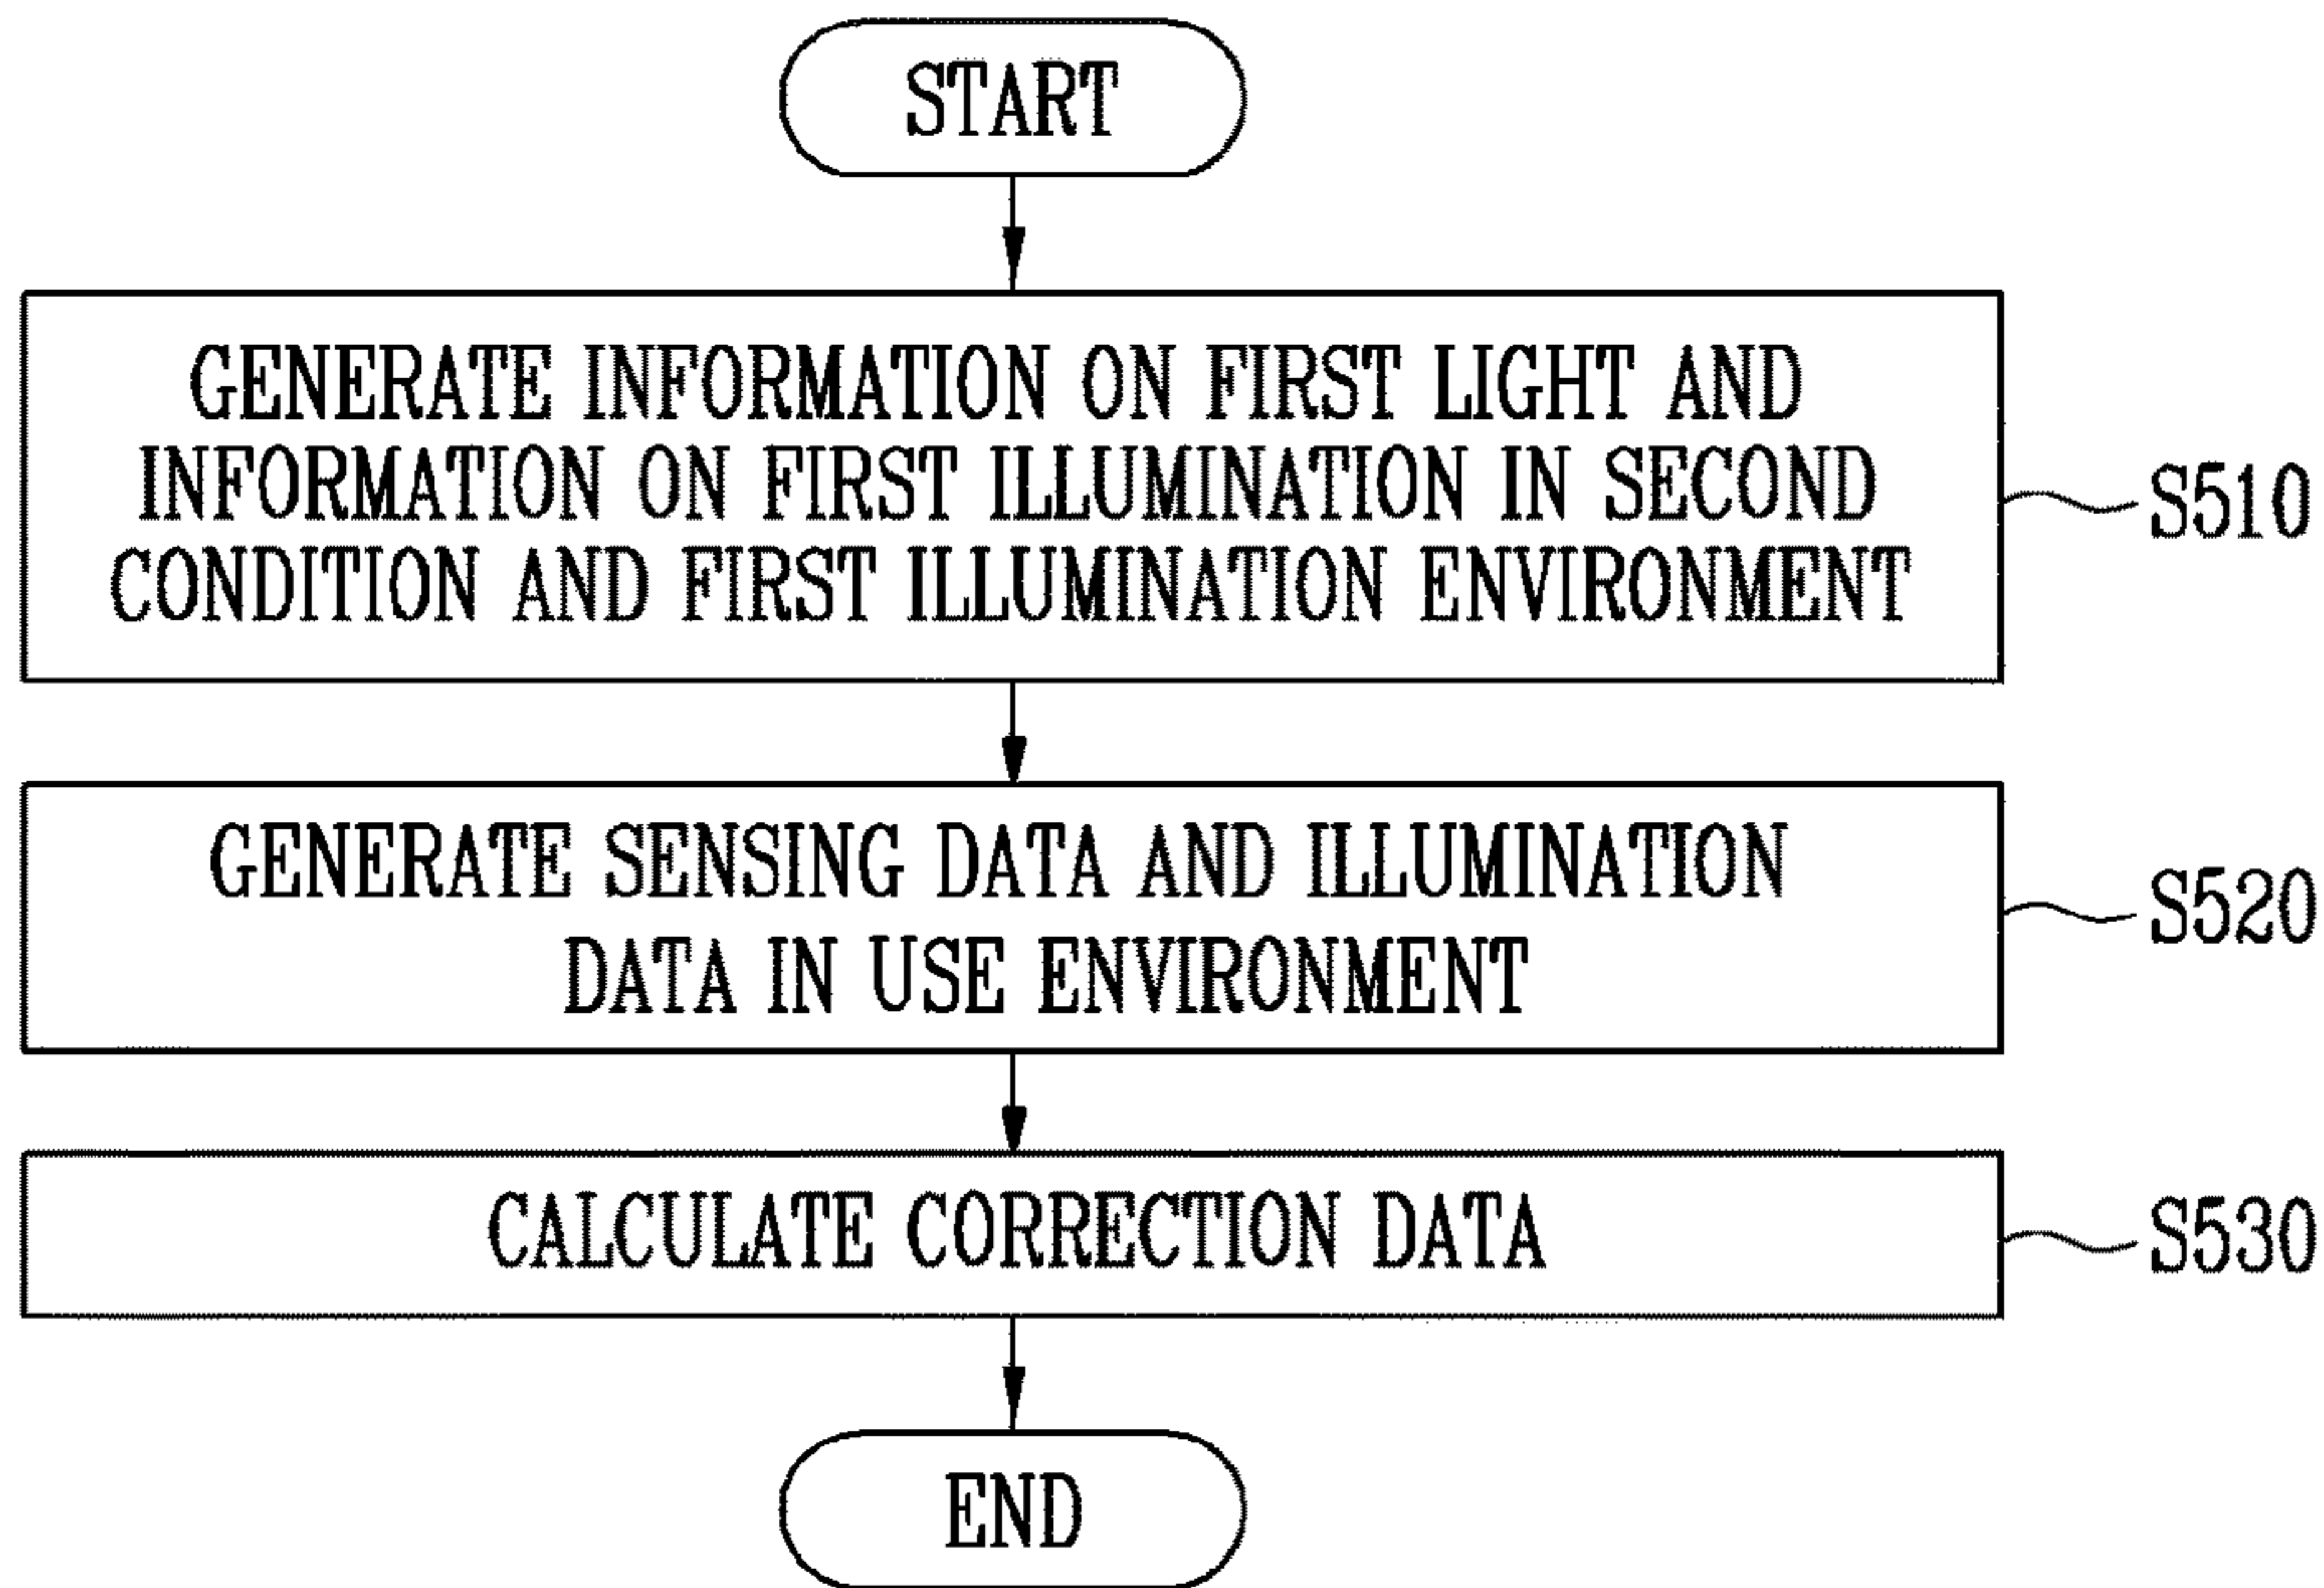 START
GENERATE INFORMATION ON FIRST LIGHT AND
INFORMATION ON FIRST ILLUMINATION IN SECOND
CONDITION AND FIRST ILLUMINATION ENVIRONMENT
S510
GENERATE SENSING DATA AND ILLUMINATION
DATA IN USE ENVIRONMENT
S520
CALCULATE CORRECTION DATA
S530
END